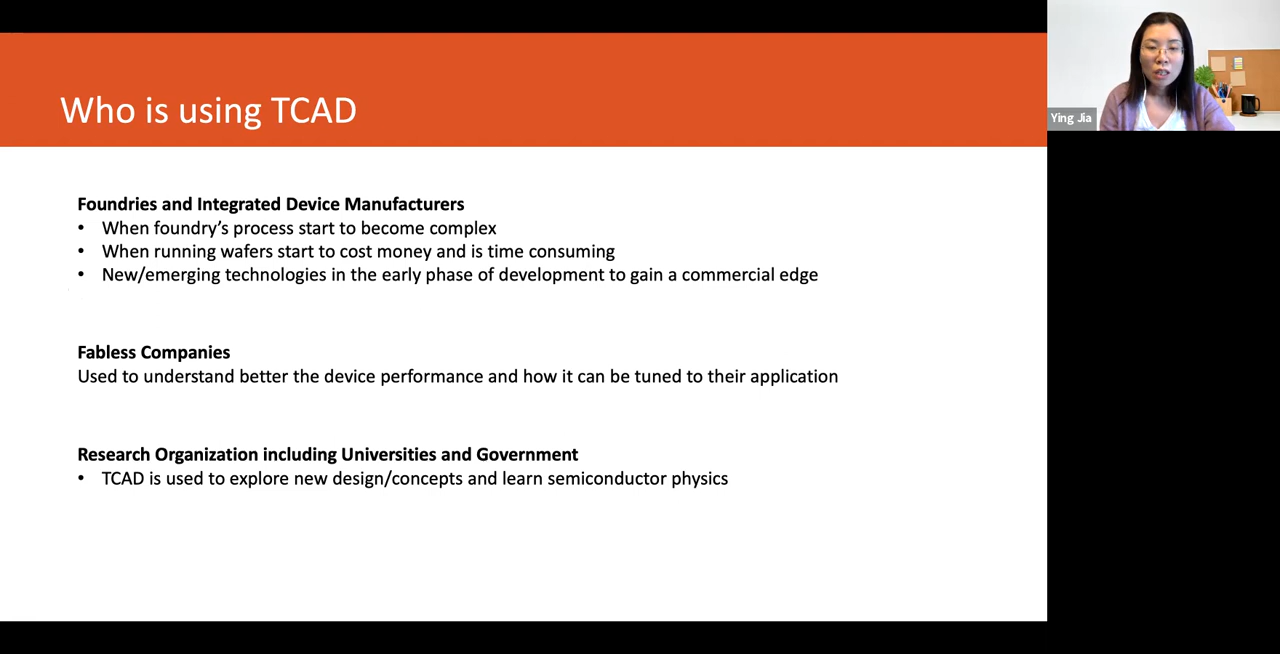 Who is using TCAD
Ying Jia
Foundries and Integrated Device Manufacturers
• When foundry’s process start to become complex
• When running wafers start to cost money and is time consuming
• New/emerging technologies in the early phase of development to gain a commercial edge
Fabless Companies
Used to understand better the device performance and how it can be tuned to their application
Research Organization including Universities and Government
• TCAD is used to explore new design/concepts and learn semiconductor physics